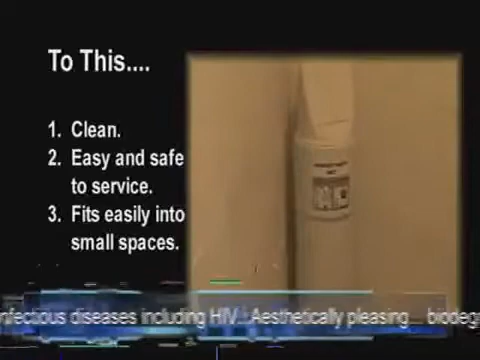 To This....
1. Clean.
2. Easy and safe
to service.
3. Fits easily into
small spaces.
nfectious diseases including HIV...Aesthetically pleasing... biodeg